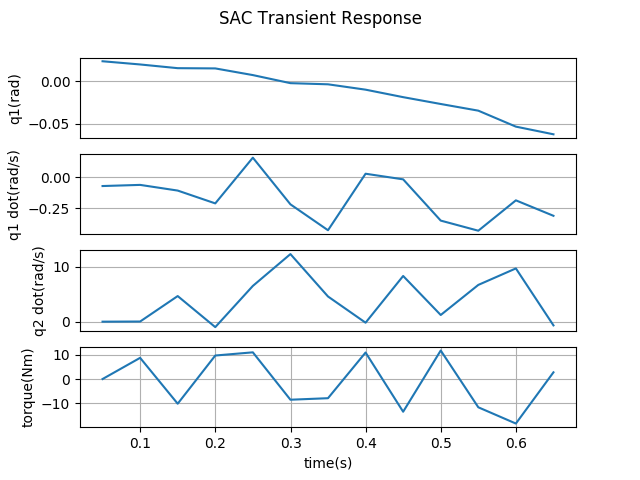 SAC Transient Response
q1(rad)
0.00
−0.05
q1 dot(rad/s)
0.00
−0.25
q2 dot(rad/s)
10
0
torque(Nm)
10
0
−10
0.1 0.2 0.3 0.4 0.5 0.6
time(s)